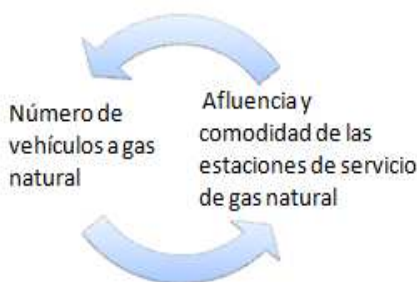 Número de
vehículos a gas
natural
Afluencia y
comodidad de las
estaciones de servicio
de gas natural